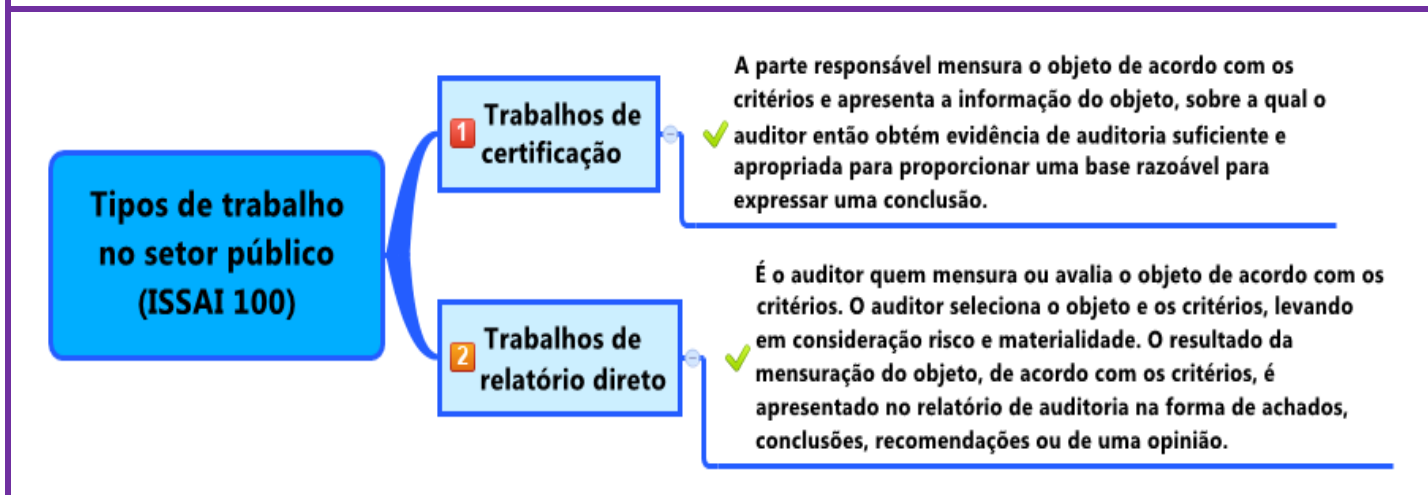 Tipos de trabalho
no setor público
(ISSAI 100)
1 Trabalhos de
certificação
A parte responsável mensura o objeto de acordo com os
critérios e apresenta a informação do objeto, sobre a qual o
auditor então obtém evidência de auditoria suficiente e
apropriada para proporcionar uma base razoável para
expressar uma conclusão.
2 Trabalhos de
relatório direto
É o auditor quem mensura ou avalia o objeto de acordo com os
critérios. O auditor seleciona o objeto e os critérios, levando
em consideração risco e materialidade. O resultado da
mensuração do objeto, de acordo com os critérios, é
apresentado no relatório de auditoria na forma de achados,
conclusões, recomendações ou de uma opinião.